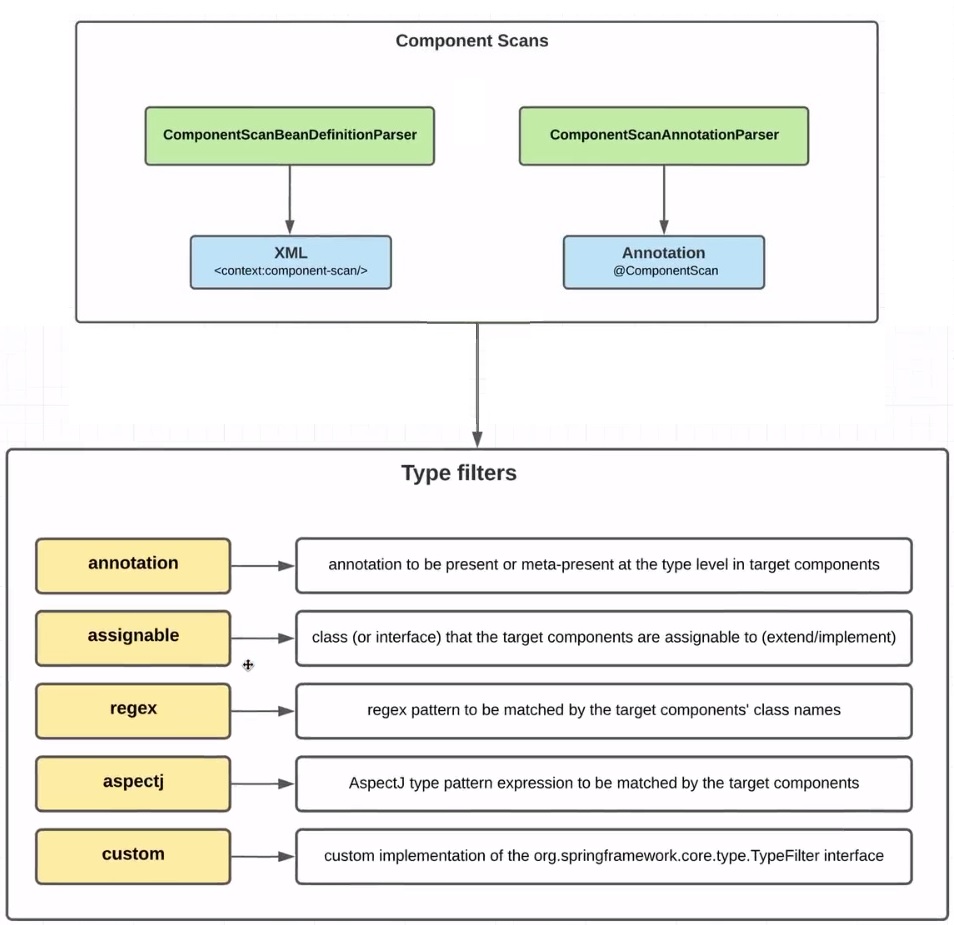 Component Scans
ComponentScanBeanDefinitionParser
ComponentScanAnnotationParser
XML
<context:component-scan/>
Annotation
@ComponentScan
Type filters
annotation
annotation to be present or meta-present at the type level in target components
assignable
class (or interface) that the target components are assignable to (extend/implement)
regex
regex pattern to be matched by the target components' class names
aspectj
AspectJ type pattern expression to be matched by the target components
custom
custom implementation of the org.springframework.core.type.TypeFilter interface